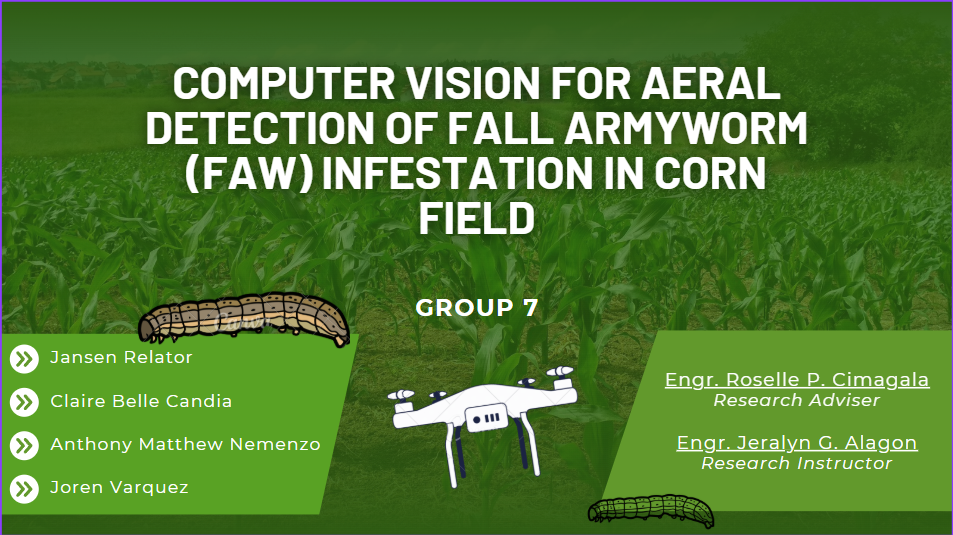 COMPUTER VISION FOR AERAL
DETECTION OF FALL ARMYWORM
(FAW) INFESTATION IN CORN
FIELD
GROUP 7
Jansen Relator
Claire Belle Candia
Anthony Matthew Nemenzo
Joren Varquez
Engr. Roselle P. Cimagala
Research Adviser
Engr. Jeralyn G. Alagon
Research Instructor